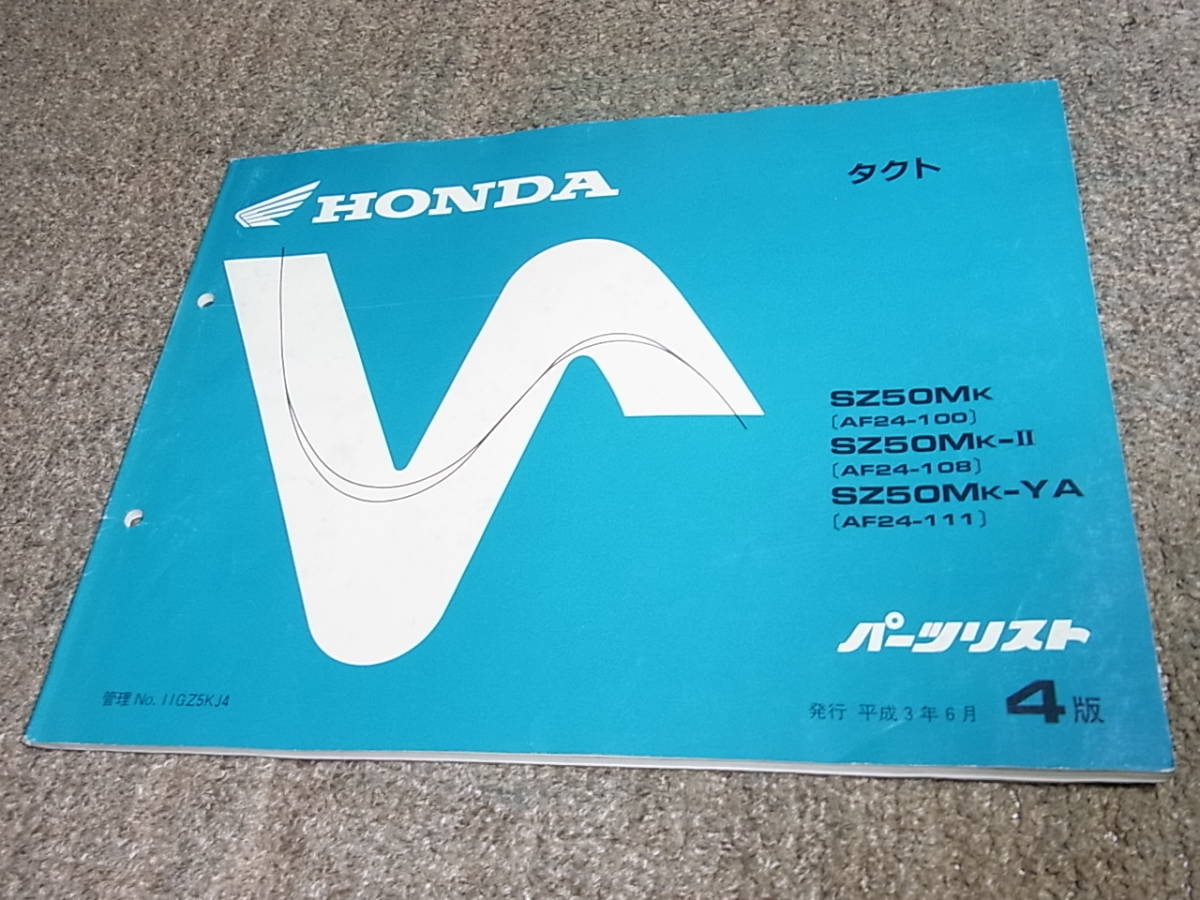 HONDA
タクト
SZ50MK
〔AF24-100〕
SZ50MK-II
〔AF24-108〕
SZ50MK-YA
〔AF24-111〕
パーツリスト
管理 No. 11GZ5KJ4
発行 平成3年6月 4版